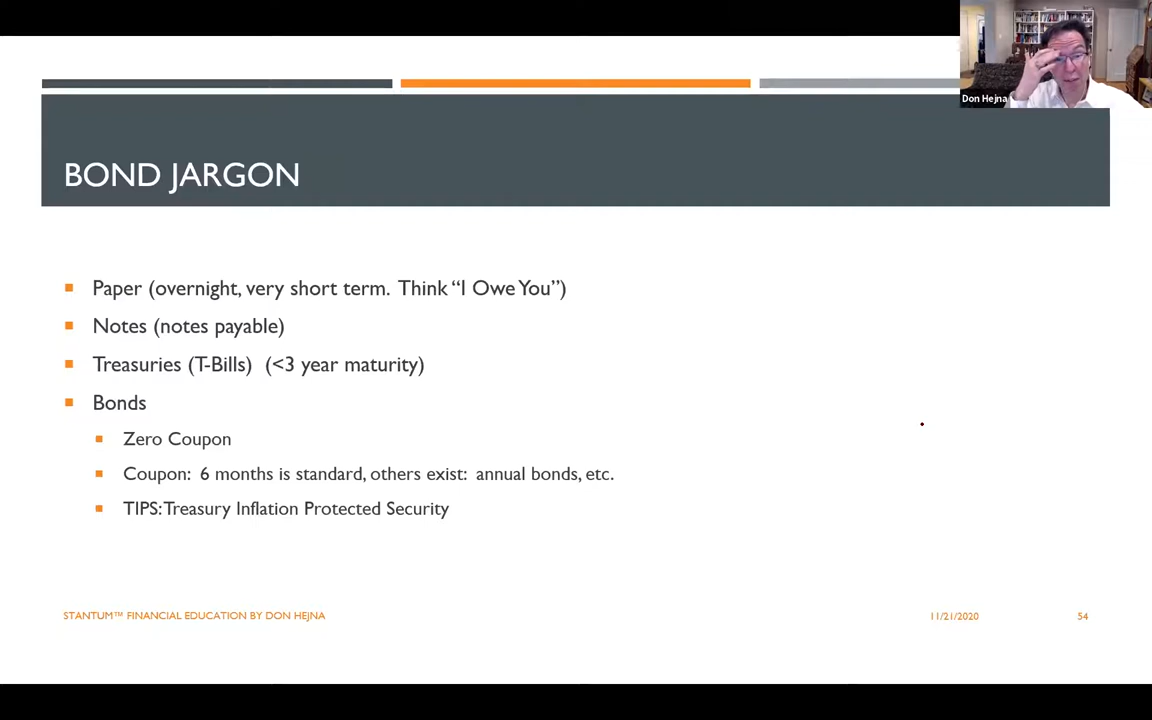 Don Hejna
BOND JARGON
Paper (overnight, very short term. Think “I Owe You”)
Notes (notes payable)
Treasuries (T-Bills) (<3 year maturity)
Bonds
Zero Coupon
Coupon: 6 months is standard, others exist: annual bonds, etc.
TIPS: Treasury Inflation Protected Security
STANTUM™ FINANCIAL EDUCATION BY DON HEJNA
11/21/2020
54